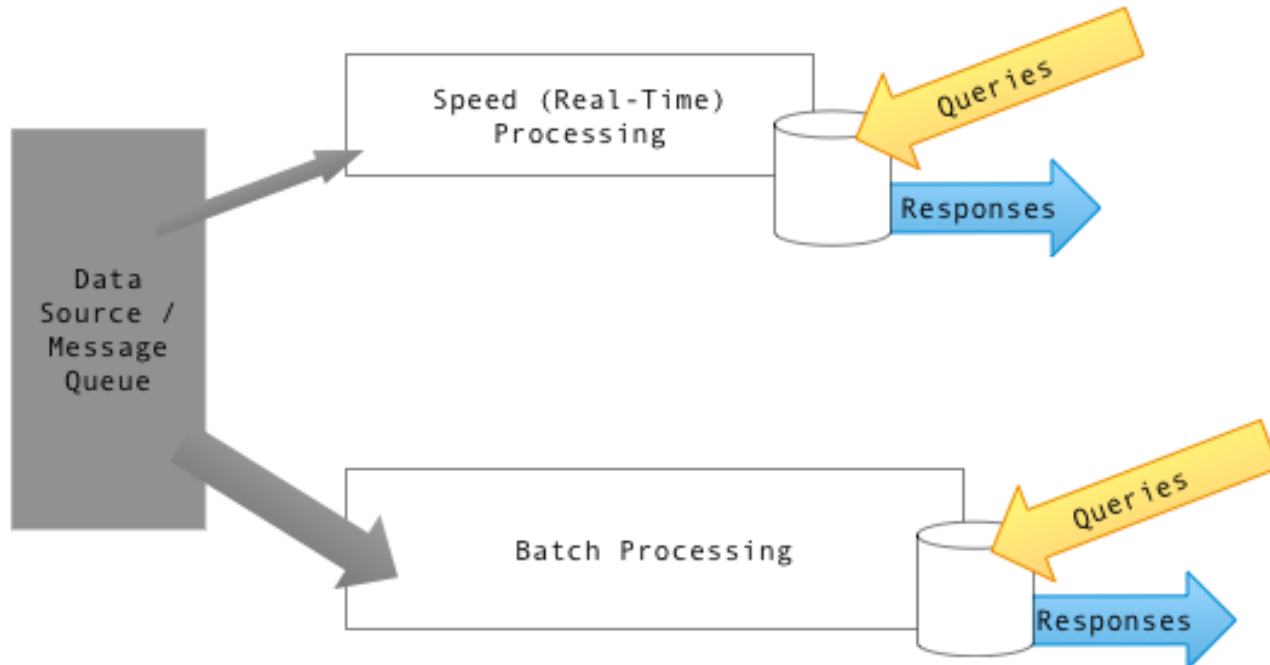 Speed (Real-Time)
Processing
Queries
Responses
Data
Source /
Message
Queue
Batch Processing
Queries
Responses